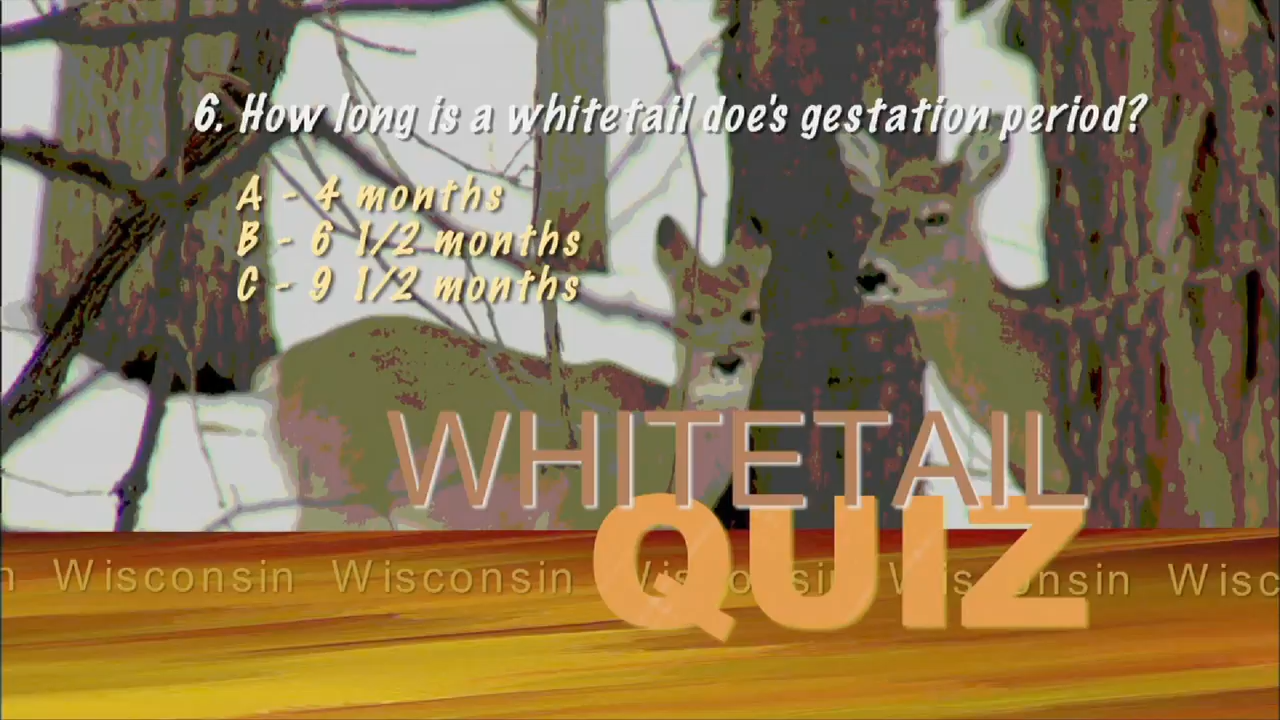 6. How long is a whitetail doe's gestation period?
A - 4 months
B - 6 1/2 months
C - 9 1/2 months
WHITETAIL
QUIZ
Wisconsin Wisconsin Wisconsin Wisconsin